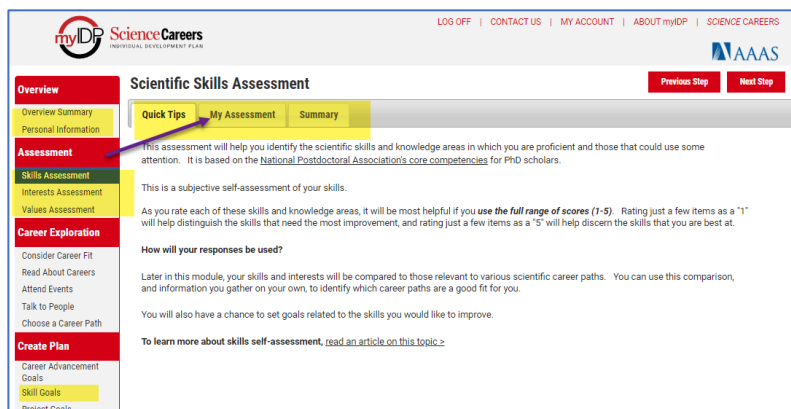 LOG OFF | CONTACT US | MY ACCOUNT | ABOUT myIDP | SCIENCE CAREERS
myIDP ScienceCareers
INDIVIDUAL DEVELOPMENT PLAN
AAAS
Overview
Overview Summary
Personal Information
Assessment
Skills Assessment
Interests Assessment
Values Assessment
Career Exploration
Consider Career Fit
Read About Careers
Attend Events
Talk to People
Choose a Career Path
Create Plan
Career Advancement
Goals
Skill Goals
Project Goals
Scientific Skills Assessment
Previous Step
Next Step
Quick Tips
My Assessment
Summary
This assessment will help you identify the scientific skills and knowledge areas in which you are proficient and those that could use some
attention. It is based on the National Postdoctoral Association's core competencies for PhD scholars.
This is a subjective self-assessment of your skills.
As you rate each of these skills and knowledge areas, it will be most helpful if you use the full range of scores (1-5). Rating just a few items as a "1"
will help distinguish the skills that need the most improvement, and rating just a few items as a "5" will help discern the skills that you are best at.
How will your responses be used?
Later in this module, your skills and interests will be compared to those relevant to various scientific career paths. You can use this comparison,
and information you gather on your own, to identify which career paths are a good fit for you.
You will also have a chance to set goals related to the skills you would like to improve.
To learn more about skills self-assessment, read an article on this topic >